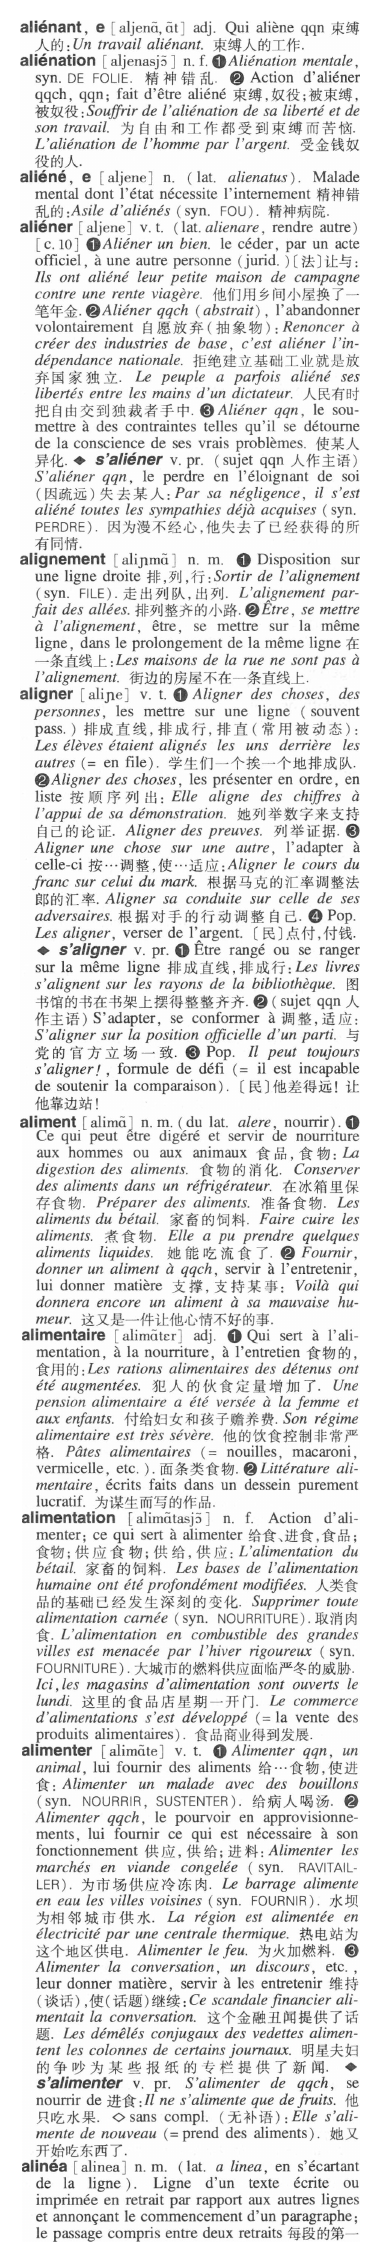 aliénant, e [aljenɑ̃, ɑ̃t] adj. Qui aliène qqn 束缚
人的:Un travail aliénant. 束缚人的工作.
aliénation [aljenasjɔ̃] n. f. ❶Aliénation mentale,
syn. DE FOLIE. 精神错乱. ❷ Action d'aliéner
qqch, qqn; fait d'être aliéné 束缚,奴役;被束缚,
被奴役:Souffrir de l'aliénation de sa liberté et de
son travail. 为自由和工作都受到束缚而苦恼.
L'aliénation de l'homme par l'argent. 受金钱奴
役的人.
aliéné, e [aljene] n. (lat. alienatus). Malade
mental dont l'état nécessite l'internement 精神错
乱的:Asile d'aliénés (syn. FOU). 精神病院.
aliéner [aljene] v. t. (lat. alienare, rendre autre)
[c. 10] ❶Aliéner un bien, le céder, par un acte
officiel, à une autre personne (jurid.)〔法〕让与:
Ils ont aliéné leur petite maison de campagne
contre une rente viagère. 他们用乡间小屋换了一
笔年金. ❷Aliéner qqch (abstrait), l'abandonner
volontairement 自愿放弃(抽象物):Renoncer à
créer des industries de base, c'est aliéner l'in-
dépendance nationale. 拒绝建立基础工业就是放
弃国家独立. Le peuple a parfois aliéné ses
libertés entre les mains d'un dictateur. 人民有时
把自由交到独裁者手中. ❸ Aliéner qqn, le sou-
mettre à des contraintes telles qu'il se détourne
de la conscience de ses vrais problèmes. 使某人
异化. ◆ s'aliéner v. pr. (sujet qqn 人作主语)
S'aliéner qqn, le perdre en l'éloignant de soi
(因疏远)失去某人:Par sa négligence, il s'est
aliéné toutes les sympathies déjà acquises (syn.
PERDRE). 因为漫不经心,他失去了已经获得的所
有同情.
alignement [aliɲmɑ̃] n. m. ❶ Disposition sur
une ligne droite 排,列,行:Sortir de l'alignement
(syn. FILE). 走出列队,出列. L'alignement par-
fait des allées. 排列整齐的小路. ❷Être, se mettre
à l'alignement, être, se mettre sur la même
ligne, dans le prolongement de la même ligne 在
一条直线上:Les maisons de la rue ne sont pas à
l'alignement. 街边的房屋不在一条直线上.
aligner [aliɲe] v. t. ❶ Aligner des choses, des
personnes, les mettre sur une ligne (souvent
pass.) 排成直线,排成行,排直(常用被动态):
Les élèves étaient alignés les uns derrière les
autres (= en file). 学生们一个挨一个地排成队.
❷Aligner des choses, les présenter en ordre, en
liste 按顺序列出: Elle aligne des chiffres à
l'appui de sa démonstration. 她列举数字来支持
自己的论证. Aligner des preuves. 列举证据. ❸
Aligner une chose sur une autre, l'adapter à
celle-ci 按…调整,使…适应:Aligner le cours du
franc sur celui du mark. 根据马克的汇率调整法
郎的汇率. Aligner sa conduite sur celle de ses
adversaires. 根据对手的行动调整自己. ❹ Pop.
Les aligner, verser de l'argent. 〔民〕点付,付钱.
◆ s'aligner v. pr. ❶ Être rangé ou se ranger
sur la même ligne 排成直线,排成行:Les livres
s'alignent sur les rayons de la bibliothèque. 图
书馆的书在书架上摆得整整齐齐. ❷(sujet qqn 人
作主语) S'adapter, se conformer à 调整,适应:
S'aligner sur la position officielle d'un parti. 与
党的官方立场一致. ❸ Pop. Il peut toujours
s'aligner!, formule de défi (= il est incapable
de soutenir la comparaison).〔民〕他差得远! 让
他靠边站!
aliment [alimɑ̃] n. m. (du lat. alere, nourrir). ❶
Ce qui peut être digéré et servir de nourriture
aux hommes ou aux animaux 食品,食物:La
digestion des aliments. 食物的消化. Conserver
des aliments dans un réfrigérateur. 在冰箱里保
存食物. Préparer des aliments. 准备食物. Les
aliments du bétail. 家畜的饲料. Faire cuire les
aliments. 煮食物. Elle a pu prendre quelques
aliments liquides. 她能吃流食了. ❷ Fournir,
donner un aliment à qqch, servir à l'entretenir,
lui donner matière 支撑,支持某事: Voilà qui
donnera encore un aliment à sa mauvaise hu-
meur. 这又是一件让他心情不好的事.
alimentaire [alimɑ̃tɛr] adj. ❶ Qui sert à l'ali-
mentation, à la nourriture, à l'entretien 食物的,
食用的:Les rations alimentaires des détenus ont
été augmentées. 犯人的伙食定量增加了. Une
pension alimentaire a été versée à la femme et
aux enfants. 付给妇女和孩子赡养费. Son régime
alimentaire est très sévère. 他的饮食控制非常严
格. Pâtes alimentaires (= nouilles, macaroni,
vermicelle, etc.). 面条类食物. ❷Littérature ali-
mentaire, écrits faits dans un dessein purement
lucratif. 为谋生而写的作品.
alimentation [alimɑ̃tasjɔ̃] n. f. Action d'ali-
menter; ce qui sert à alimenter 给食、进食,食品;
食物;供应食物;供给,供应:L'alimentation du
bétail. 家畜的饲料. Les bases de l'alimentation
humaine ont été profondément modifiées. 人类食
品的基础已经发生深刻的变化. Supprimer toute
alimentation carnée (syn. NOURRITURE).取消肉
食. L'alimentation en combustible des grandes
villes est menacée par l'hiver rigoureux (syn.
FOURNITURE).大城市的燃料供应面临严冬的威胁.
Ici, les magasins d'alimentation sont ouverts le
lundi. 这里的食品店星期一开门. Le commerce
d'alimentations s'est développé (= la vente des
produits alimentaires). 食品商业得到发展.
alimenter [alimɑ̃te] v. t. ❶ Alimenter qqn, un
animal, lui fournir des aliments 给…食物,使进
食: Alimenter un malade avec des bouillons
(syn. NOURRIR, SUSTENTER). 给病人喝汤. ❷
Alimenter qqch, le pourvoir en approvisionne-
ments, lui fournir ce qui est nécessaire à son
fonctionnement 供应,供给;进料:Alimenter les
marchés en viande congelée (syn. RAVITAIL-
LER). 为市场供应冷冻肉. Le barrage alimente
en eau les villes voisines (syn. FOURNIR). 水坝
为相邻城市供水. La région est alimentée en
électricité par une centrale thermique. 热电站为
这个地区供电. Alimenter le feu. 为火加燃料. ❸
Alimenter la conversation, un discours, etc.,
leur donner matière, servir à les entretenir 维持
(谈话),使(话题)继续:Ce scandale financier ali-
mentait la conversation. 这个金融丑闻提供了话
题. Les démêlés conjugaux des vedettes alimen-
tent les colonnes de certains journaux. 明星夫妇
的争吵为某些报纸的专栏提供了新闻. ◆
s'alimenter v. pr. S'alimenter de qqch, se
nourrir de 进食:Il ne s'alimente que de fruits. 他
只吃水果. ◇ sans compl. (无补语):Elle s'ali-
mente de nouveau (= prend des aliments). 她又
开始吃东西了.
alinéa [alinea] n. m. (lat. a linea, en s'écartant
de la ligne). Ligne d'un texte écrite ou
imprimée en retrait par rapport aux autres lignes
et annonçant le commencement d'un paragraphe;
le passage compris entre deux retraits 每段的第一